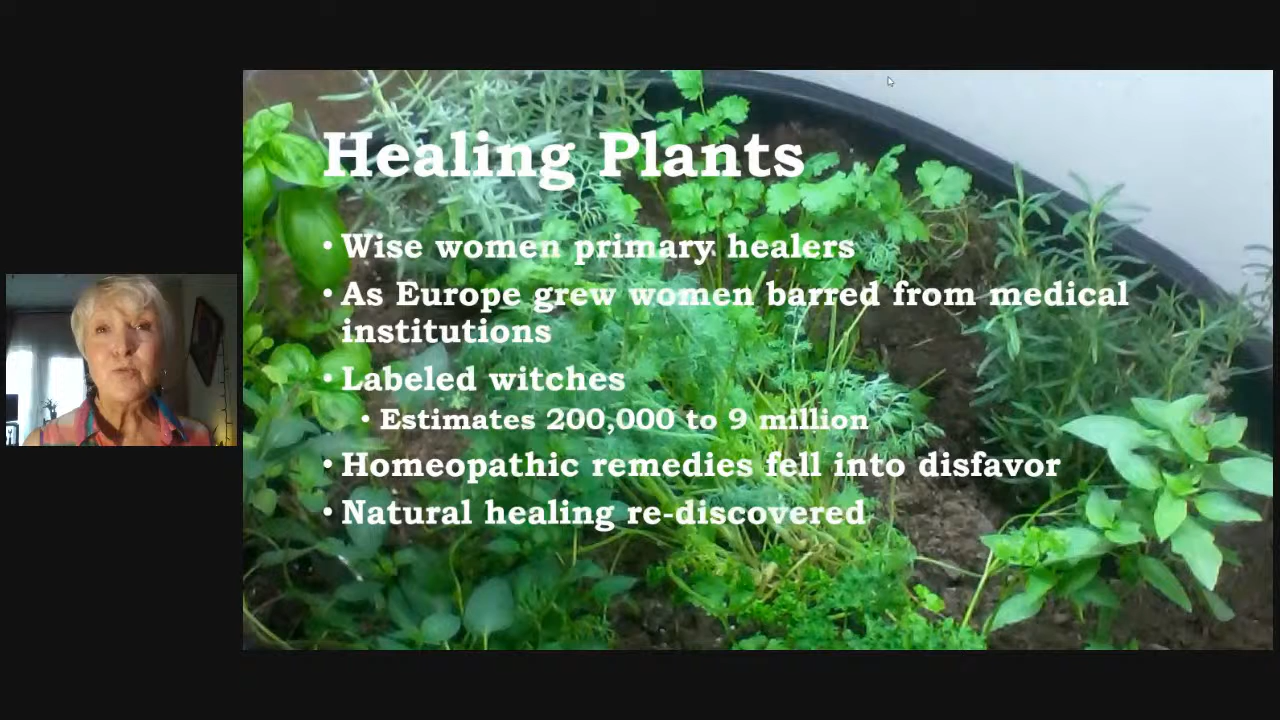 Healing Plants
• Wise women primary healers
• As Europe grew women barred from medical
institutions
• Labeled witches
• Estimates 200,000 to 9 million
• Homeopathic remedies fell into disfavor
• Natural healing re-discovered